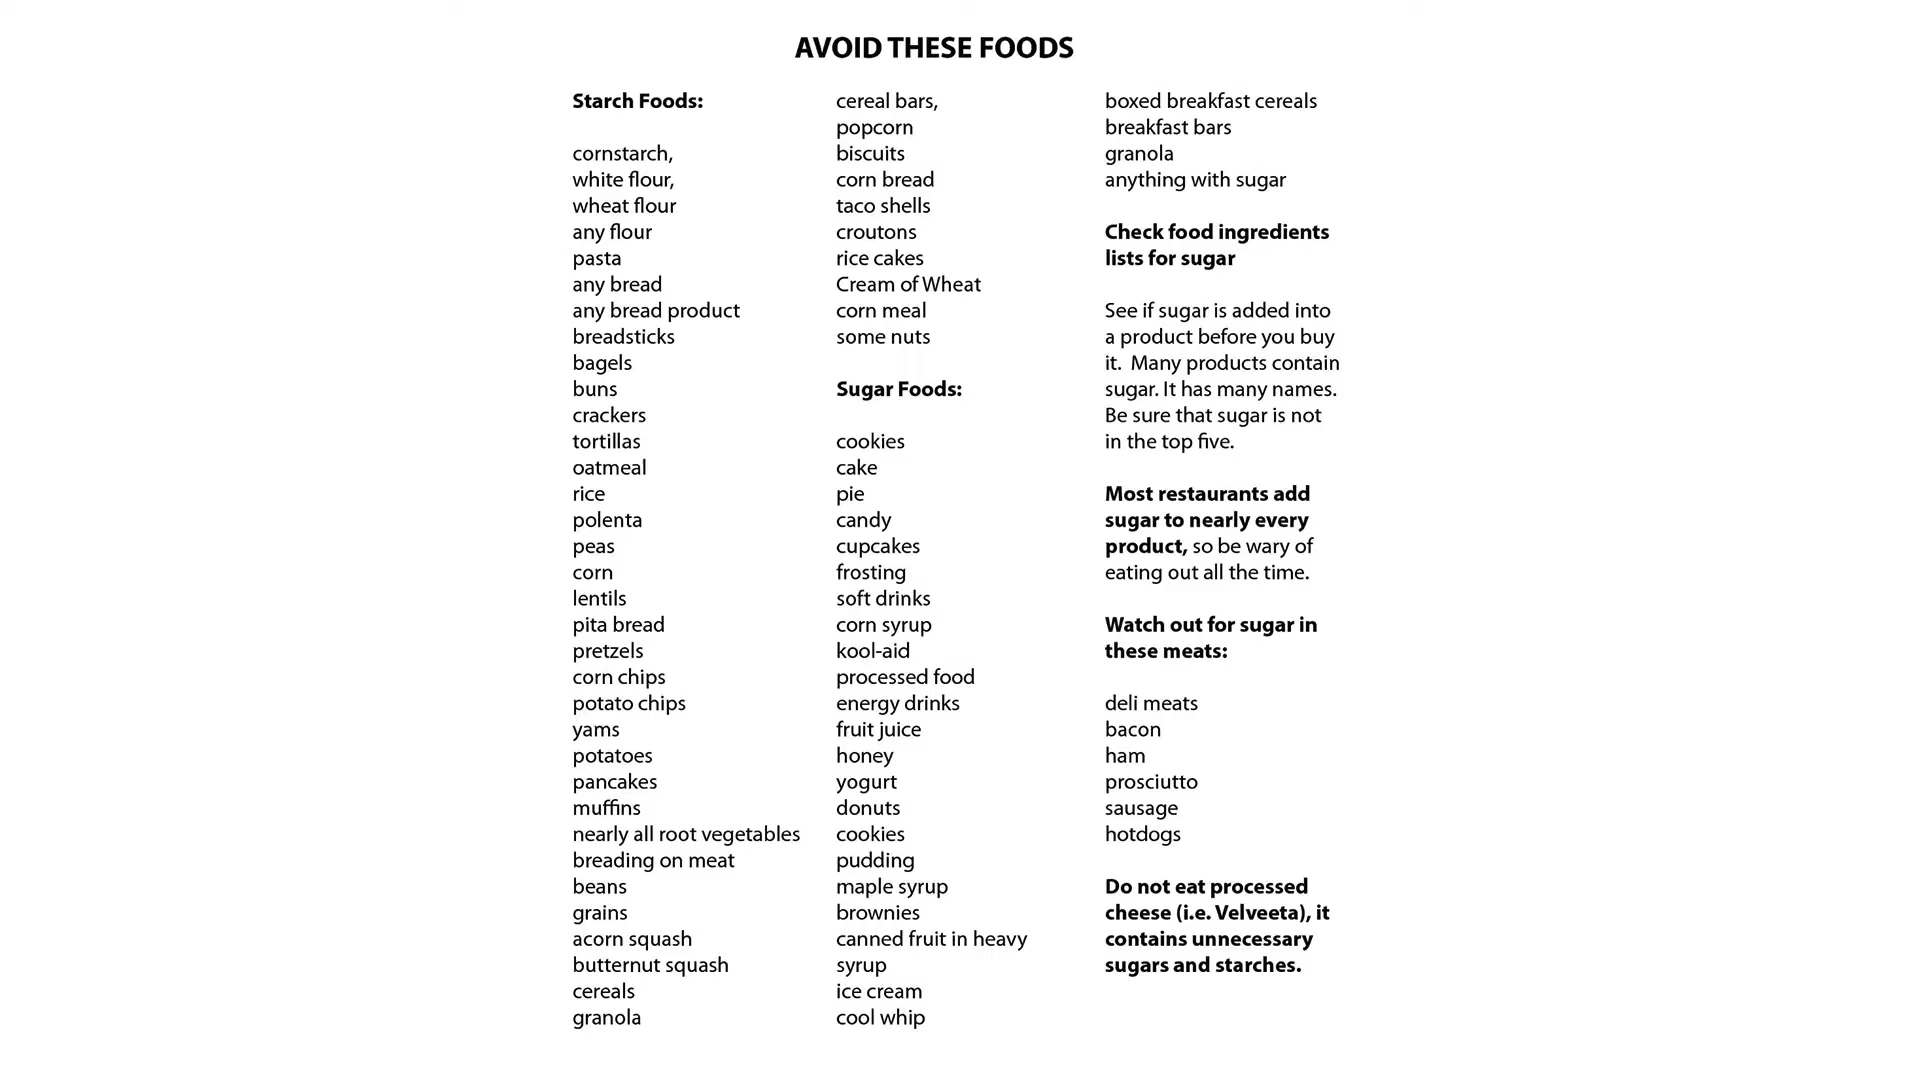 AVOID THESE FOODS
Starch Foods:
cornstarch,
white flour,
wheat flour
any flour
pasta
any bread
any bread product
breadsticks
bagels
buns
crackers
tortillas
oatmeal
rice
polenta
peas
corn
lentils
pita bread
pretzels
corn chips
potato chips
yams
potatoes
pancakes
muffins
nearly all root vegetables
breading on meat
beans
grains
acorn squash
butternut squash
cereals
granola
cereal bars,
popcorn
biscuits
corn bread
taco shells
croutons
rice cakes
Cream of Wheat
corn meal
some nuts
Sugar Foods:
cookies
cake
pie
candy
cupcakes
frosting
soft drinks
corn syrup
kool-aid
processed food
energy drinks
fruit juice
honey
yogurt
donuts
cookies
pudding
maple syrup
brownies
canned fruit in heavy
syrup
ice cream
cool whip
boxed breakfast cereals
breakfast bars
granola
anything with sugar
Check food ingredients
lists for sugar
See if sugar is added into
a product before you buy
it.  Many products contain
sugar. It has many names.
Be sure that sugar is not
in the top five.
Most restaurants add
sugar to nearly every
product, so be wary of
eating out all the time.
Watch out for sugar in
these meats:
deli meats
bacon
ham
prosciutto
sausage
hotdogs
Do not eat processed
cheese (i.e. Velveeta), it
contains unnecessary
sugars and starches.